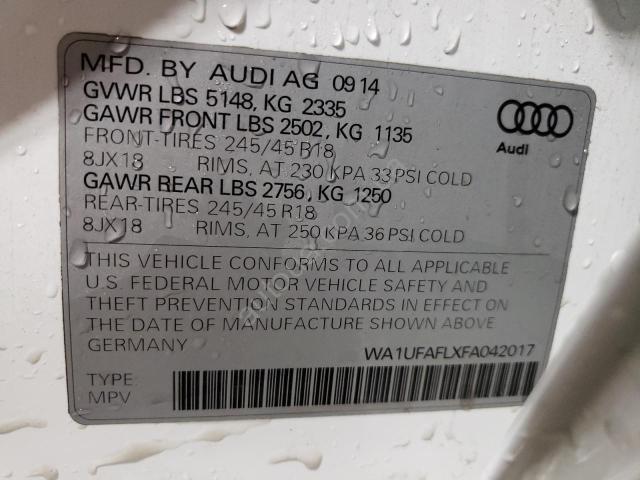 MFD. BY AUDI AG 09 14
GVWR LBS 5148, KG 2335
GAWR FRONT LBS 2502, KG 1135
FRONT-TIRES 245/45 R18
8JX18 RIMS, AT 230 KPA 33 PSI COLD
GAWR REAR LBS 2756, KG 1250
REAR-TIRES 245/45 R18
8JX18 RIMS, AT 250 KPA 36 PSI COLD
Audi
THIS VEHICLE CONFORMS TO ALL APPLICABLE
U.S. FEDERAL MOTOR VEHICLE SAFETY AND
THEFT PREVENTION STANDARDS IN EFFECT ON
THE DATE OF MANUFACTURE SHOWN ABOVE
GERMANY
WA1UFAFLXFA042017
TYPE:
MPV